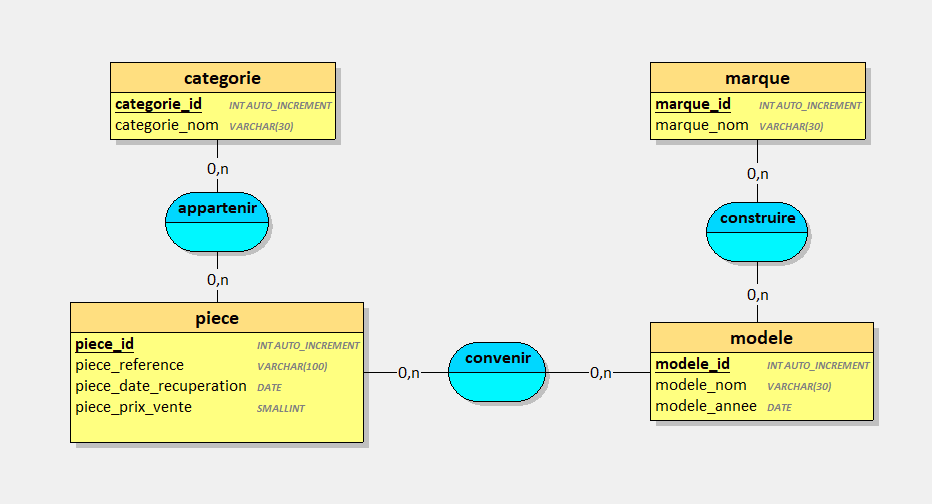 categorie
categorie_id INT AUTO_INCREMENT
categorie_nom VARCHAR(30)
0,n
appartenir
0,n
piece
piece_id INT AUTO_INCREMENT
piece_reference VARCHAR(100)
piece_date_recuperation DATE
piece_prix_vente SMALLINT
0,n
convenir
0,n
marque
marque_id INT AUTO_INCREMENT
marque_nom VARCHAR(30)
0,n
construire
0,n
modele
modele_id INT AUTO_INCREMENT
modele_nom VARCHAR(30)
modele_annee DATE